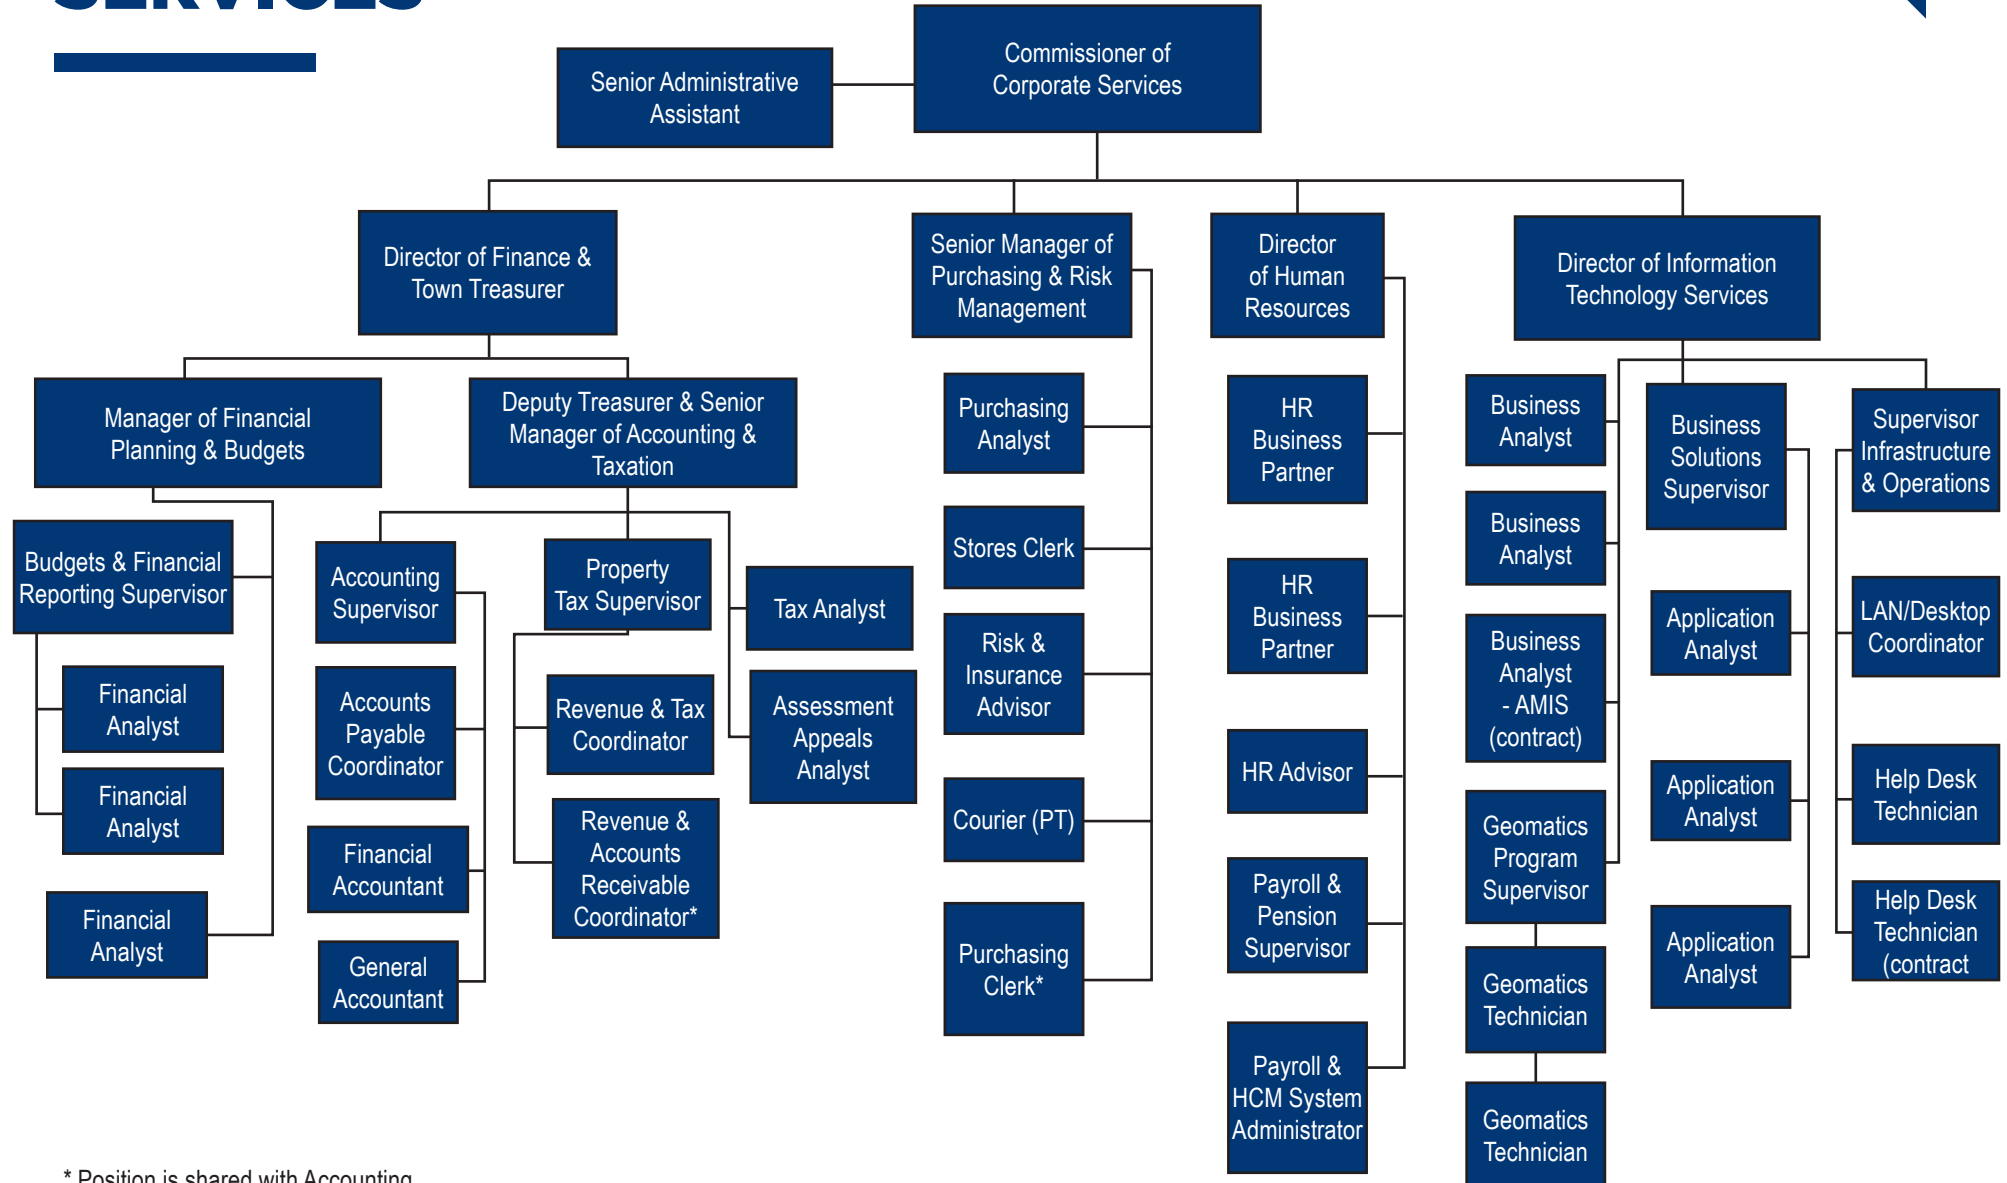 SERVICES
Commissioner of
Corporate Services
Senior Administrative
Assistant
Director of Finance &
Town Treasurer
Senior Manager of
Purchasing & Risk
Management
Director
of Human
Resources
Director of Information
Technology Services
Manager of Financial
Planning & Budgets
Deputy Treasurer & Senior
Manager of Accounting &
Taxation
Budgets & Financial
Reporting Supervisor
Financial
Analyst
Financial
Analyst
Financial
Analyst
Accounting
Supervisor
Accounts
Payable
Coordinator
Financial
Accountant
General
Accountant
Property
Tax Supervisor
Revenue & Tax
Coordinator
Revenue &
Accounts
Receivable
Coordinator*
Tax Analyst
Assessment
Appeals
Analyst
Purchasing
Analyst
Stores Clerk
Risk &
Insurance
Advisor
Courier (PT)
Purchasing
Clerk*
HR
Business
Partner
HR
Business
Partner
HR Advisor
Payroll &
Pension
Supervisor
Payroll &
HCM System
Administrator
Business
Analyst
Business
Analyst
Business
Analyst
- AMIS
(contract)
Geomatics
Program
Supervisor
Geomatics
Technician
Geomatics
Technician
Business
Solutions
Supervisor
Application
Analyst
Application
Analyst
Application
Analyst
Supervisor
Infrastructure
& Operations
LAN/Desktop
Coordinator
Help Desk
Technician
Help Desk
Technician
(contract
* Position is shared with Accounting